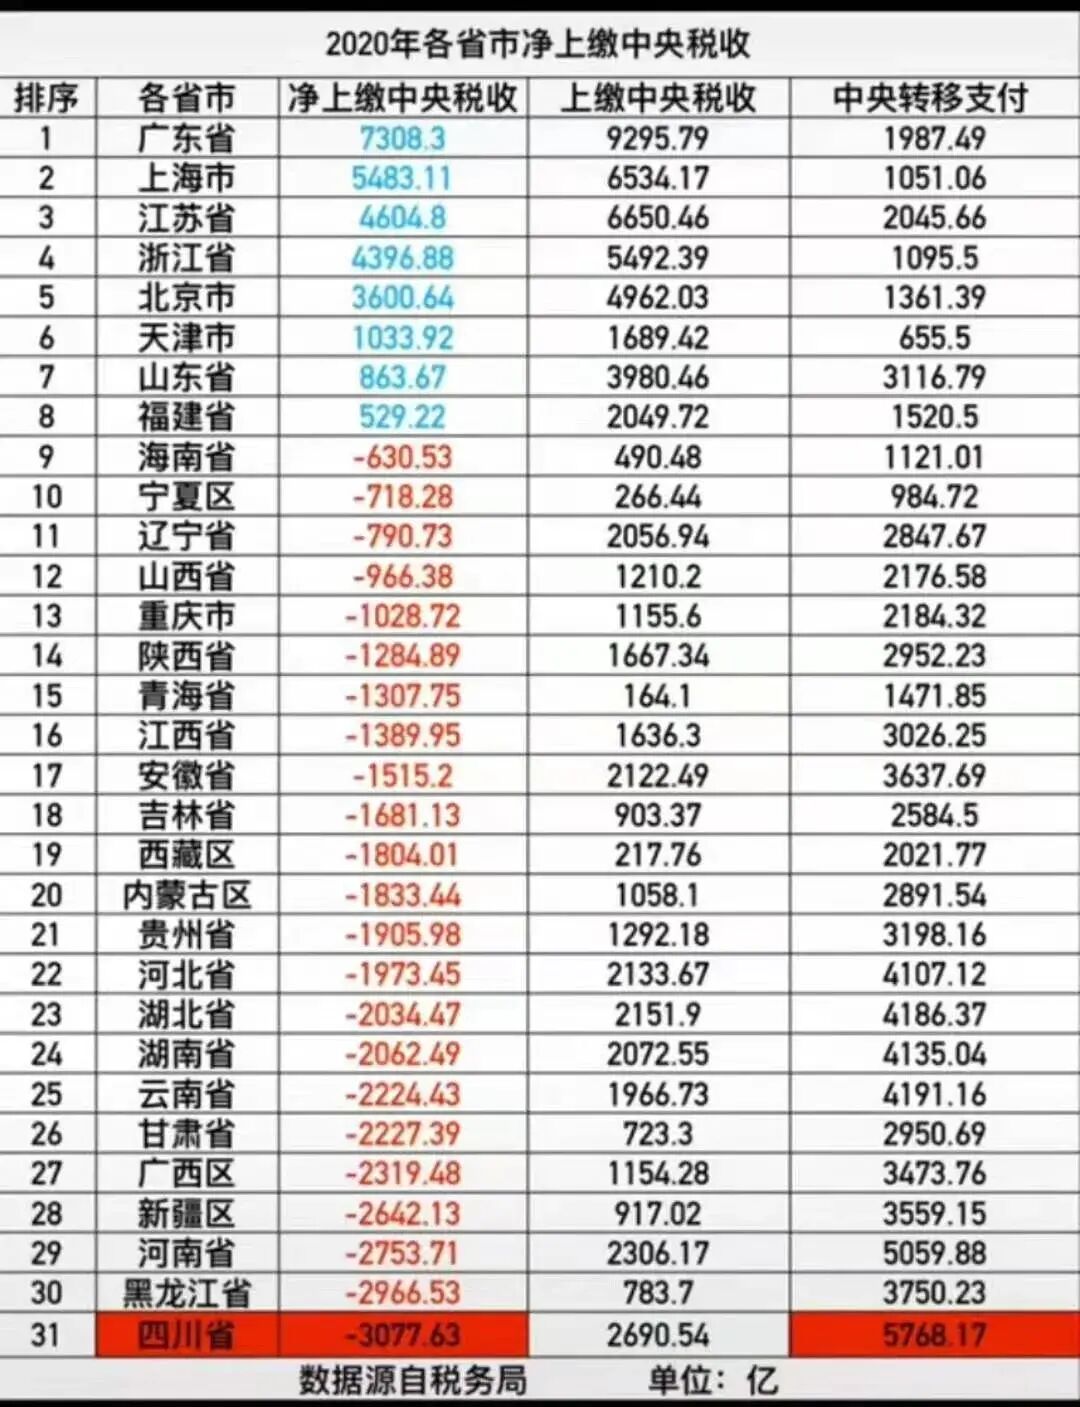 2020年各省市净上缴中央税收
排序 各省市 净上缴中央税收 上缴中央税收 中央转移支付
1 广东省 7308.3 9295.79 1987.49
2 上海市 5483.11 6534.17 1051.06
3 江苏省 4604.8 6650.46 2045.66
4 浙江省 4396.88 5492.39 1095.5
5 北京市 3600.64 4962.03 1361.39
6 天津市 1033.92 1689.42 655.5
7 山东省 863.67 3980.46 3116.79
8 福建省 529.22 2049.72 1520.5
9 海南省 -630.53 490.48 1121.01
10 宁夏区 -718.28 266.44 984.72
11 辽宁省 -790.73 2056.94 2847.67
12 山西省 -966.38 1210.2 2176.58
13 重庆市 -1028.72 1155.6 2184.32
14 陕西省 -1284.89 1667.34 2952.23
15 青海省 -1307.75 164.1 1471.85
16 江西省 -1389.95 1636.3 3026.25
17 安徽省 -1515.2 2122.49 3637.69
18 吉林省 -1681.13 903.37 2584.5
19 西藏区 -1804.01 217.76 2021.77
20 内蒙古区 -1833.44 1058.1 2891.54
21 贵州省 -1905.98 1292.18 3198.16
22 河北省 -1973.45 2133.67 4107.12
23 湖北省 -2034.47 2151.9 4186.37
24 湖南省 -2062.49 2072.55 4135.04
25 云南省 -2224.43 1966.73 4191.16
26 甘肃省 -2227.39 723.3 2950.69
27 广西区 -2319.48 1154.28 3473.76
28 新疆区 -2642.13 917.02 3559.15
29 河南省 -2753.71 2306.17 5059.88
30 黑龙江省 -2966.53 783.7 3750.23
31 四川省 -3077.63 2690.54 5768.17
数据源自税务局 单位：亿